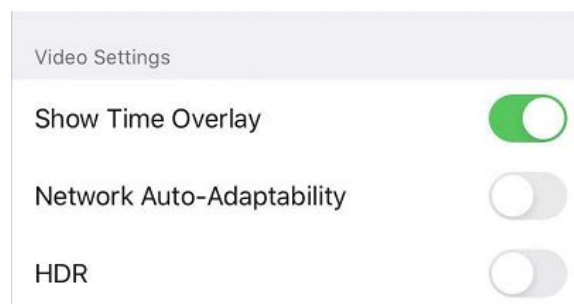 Video Settings
Show Time Overlay
Network Auto-Adaptability
HDR